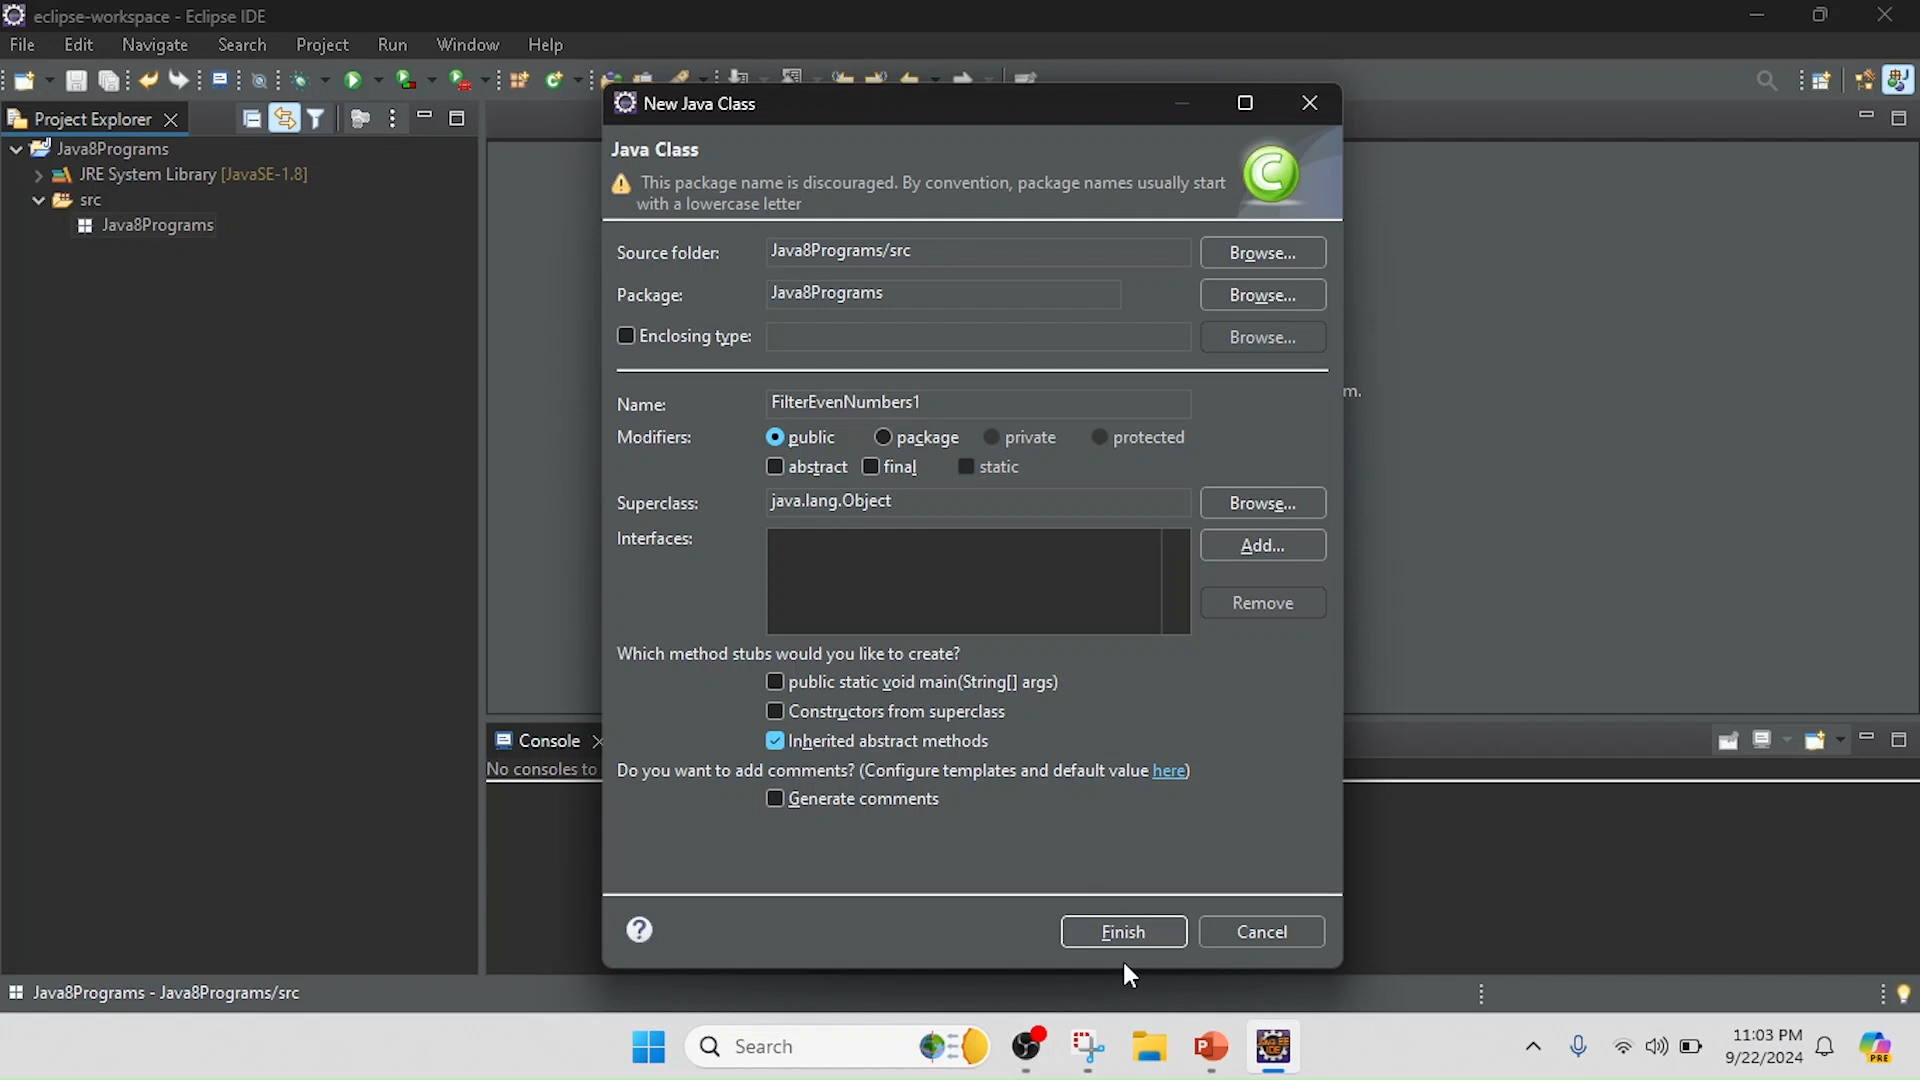 eclipse-workspace - Eclipse IDE
File Edit Navigate Search Project Run Window Help
Project Explorer
Java8Programs
JRE System Library [JavaSE-1.8]
src
Java8Programs
New Java Class
Java Class
This package name is discouraged. By convention, package names usually start
with a lowercase letter
Source folder: Java8Programs/src Browse...
Package: Java8Programs Browse...
Enclosing type: Browse...
m.
Name: FilterEvenNumbers1
Modifiers: public package private protected
abstract final static
Superclass: java.lang.Object Browse...
Interfaces: Add...
Remove
Which method stubs would you like to create?
public static void main(String[] args)
Constructors from superclass
Inherited abstract methods
Do you want to add comments? (Configure templates and default value here)
Generate comments
Finish Cancel
Console
No consoles to
Java8Programs - Java8Programs/src
Search
11:03 PM
9/22/2024
PRE